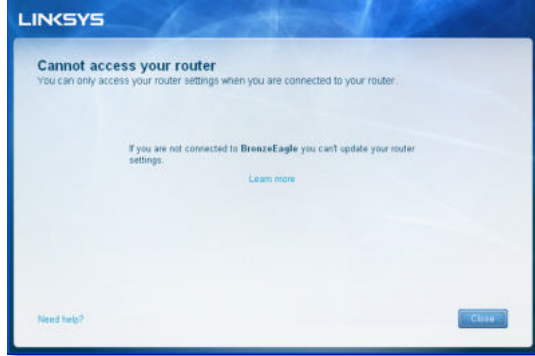 LINKSYS
Cannot access your router
You can only access your router settings when you are connected to your router.
If you are not connected to BronzeEagle you can't update your router
settings.
Learn more
Need help?
Close